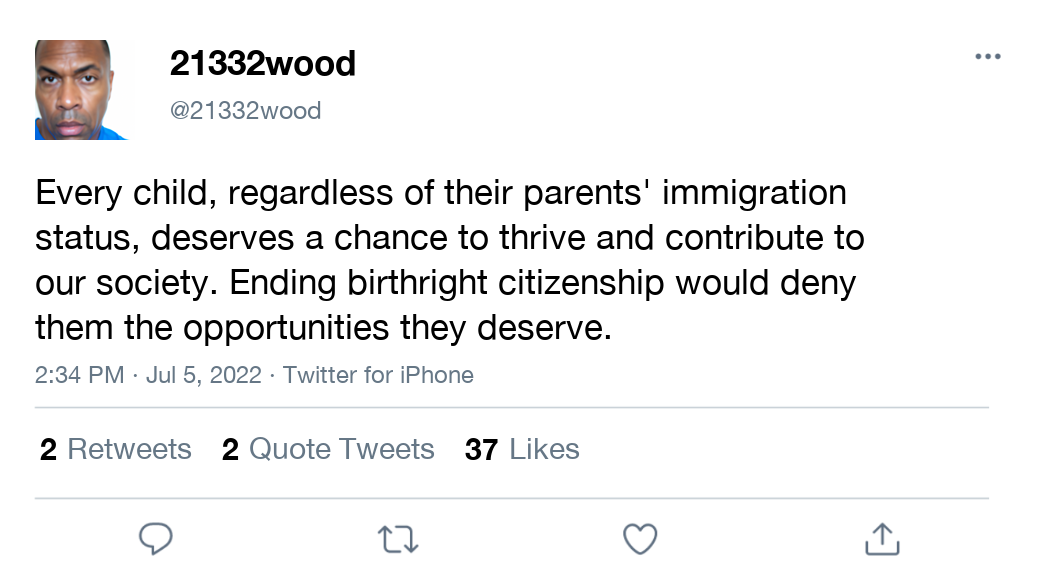 21332wood
@21332wood
Every child, regardless of their parents' immigration
status, deserves a chance to thrive and contribute to
our society. Ending birthright citizenship would deny
them the opportunities they deserve.
2:34 PM · Jul 5, 2022 · Twitter for iPhone
2 Retweets 2 Quote Tweets 37 Likes